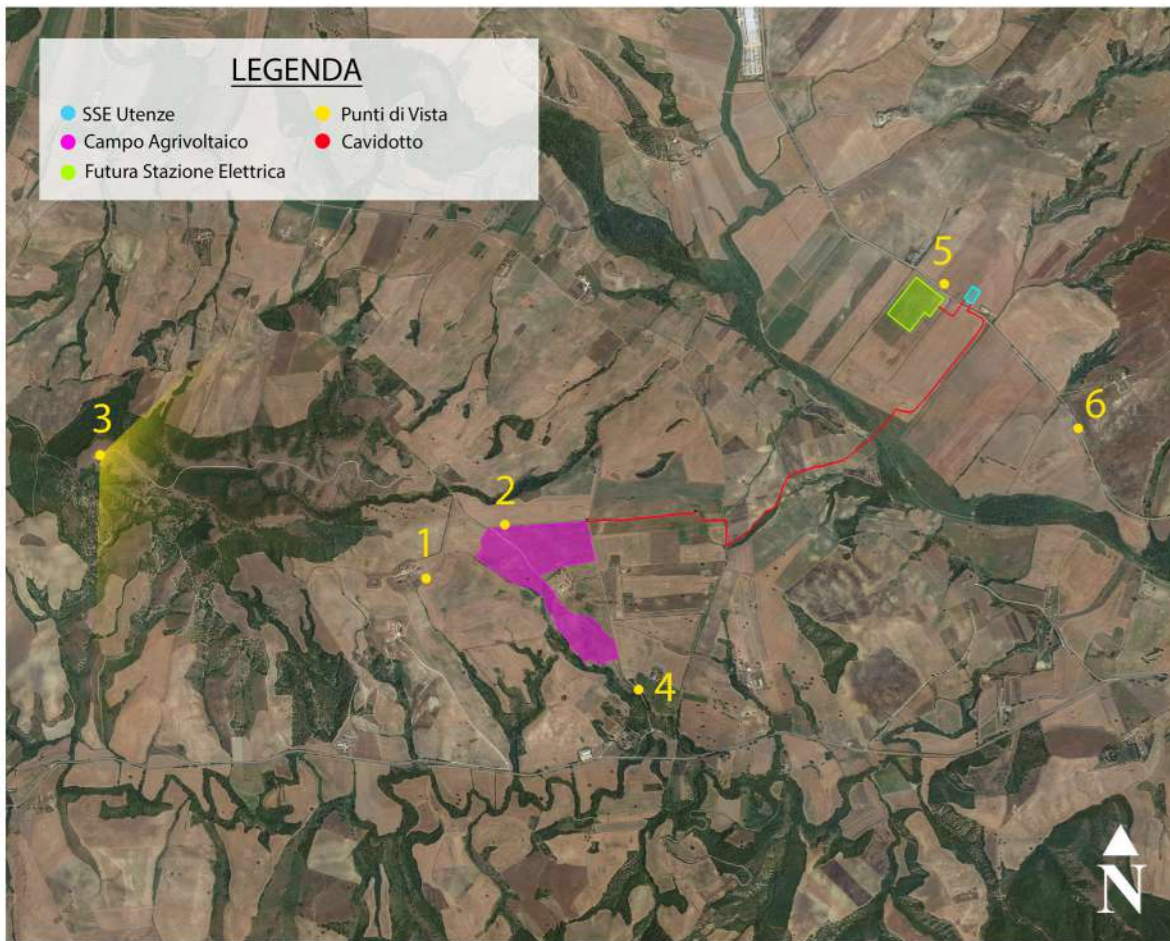 LEGENDA
SSE Utenze
Punti di Vista
Campo Agrivoltaico
Cavidotto
Futura Stazione Elettrica
5
3
6
2
1
4
N